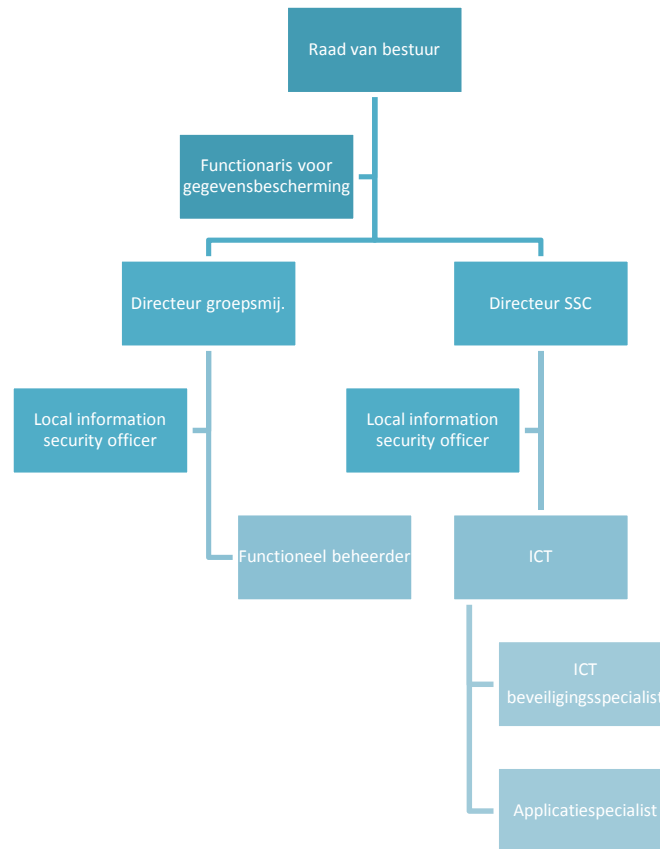 Raad van bestuur
Functionaris voor
gegevensbescherming
Directeur groepsmij.
Directeur SSC
Local information
security officer
Local information
security officer
Functioneel beheerder
ICT
ICT
beveiligingsspecialist
Applicatiespecialist